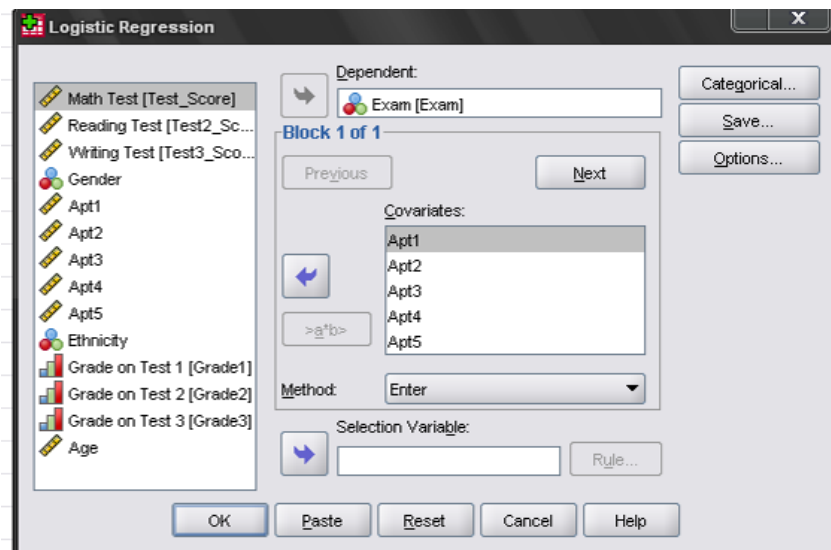 Logistic Regression
Math Test [Test_Score]
Reading Test [Test2_Sc...
Writing Test [Test3_Sco...
Gender
Apt1
Apt2
Apt3
Apt4
Apt5
Ethnicity
Grade on Test 1 [Grade1]
Grade on Test 2 [Grade2]
Grade on Test 3 [Grade3]
Age
Dependent:
Exam [Exam]
Block 1 of 1
Previous
Next
Covariates:
Apt1
Apt2
Apt3
Apt4
Apt5
>a*b>
Method:
Enter
Selection Variable:
Rule...
Categorical...
Save...
Options...
OK
Paste
Reset
Cancel
Help